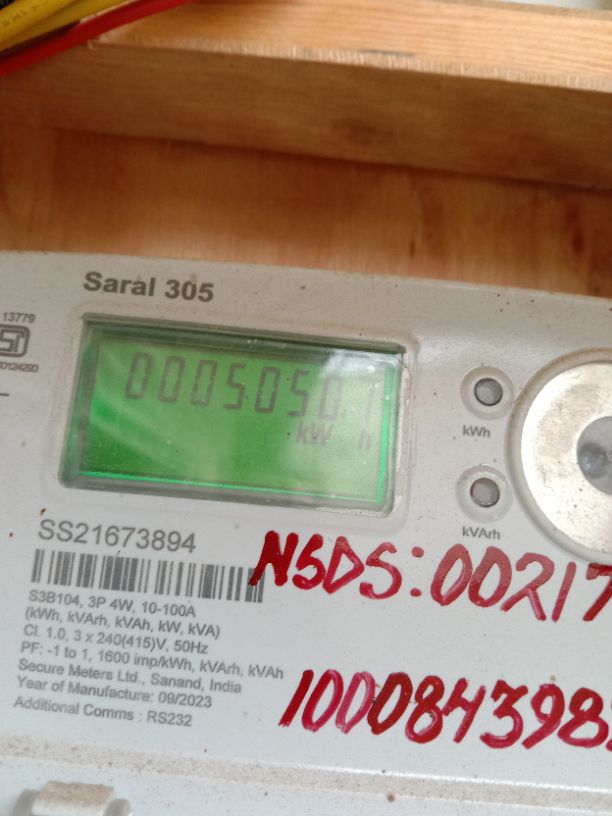 Saral 305
13779
0005050.1
kW h
kWh
kVArh
SS21673894
S3B104, 3P 4W, 10-100A
(kWh, kVArh, kVAh, kW, kVA)
Cl. 1.0, 3 x 240(415)V, 50Hz
PF: -1 to 1, 1600 imp/kWh, kVArh, kVAh
Secure Meters Ltd., Sanand, India
Year of Manufacture: 09/2023
Additional Comms : RS232
NSDS:00217
100084398